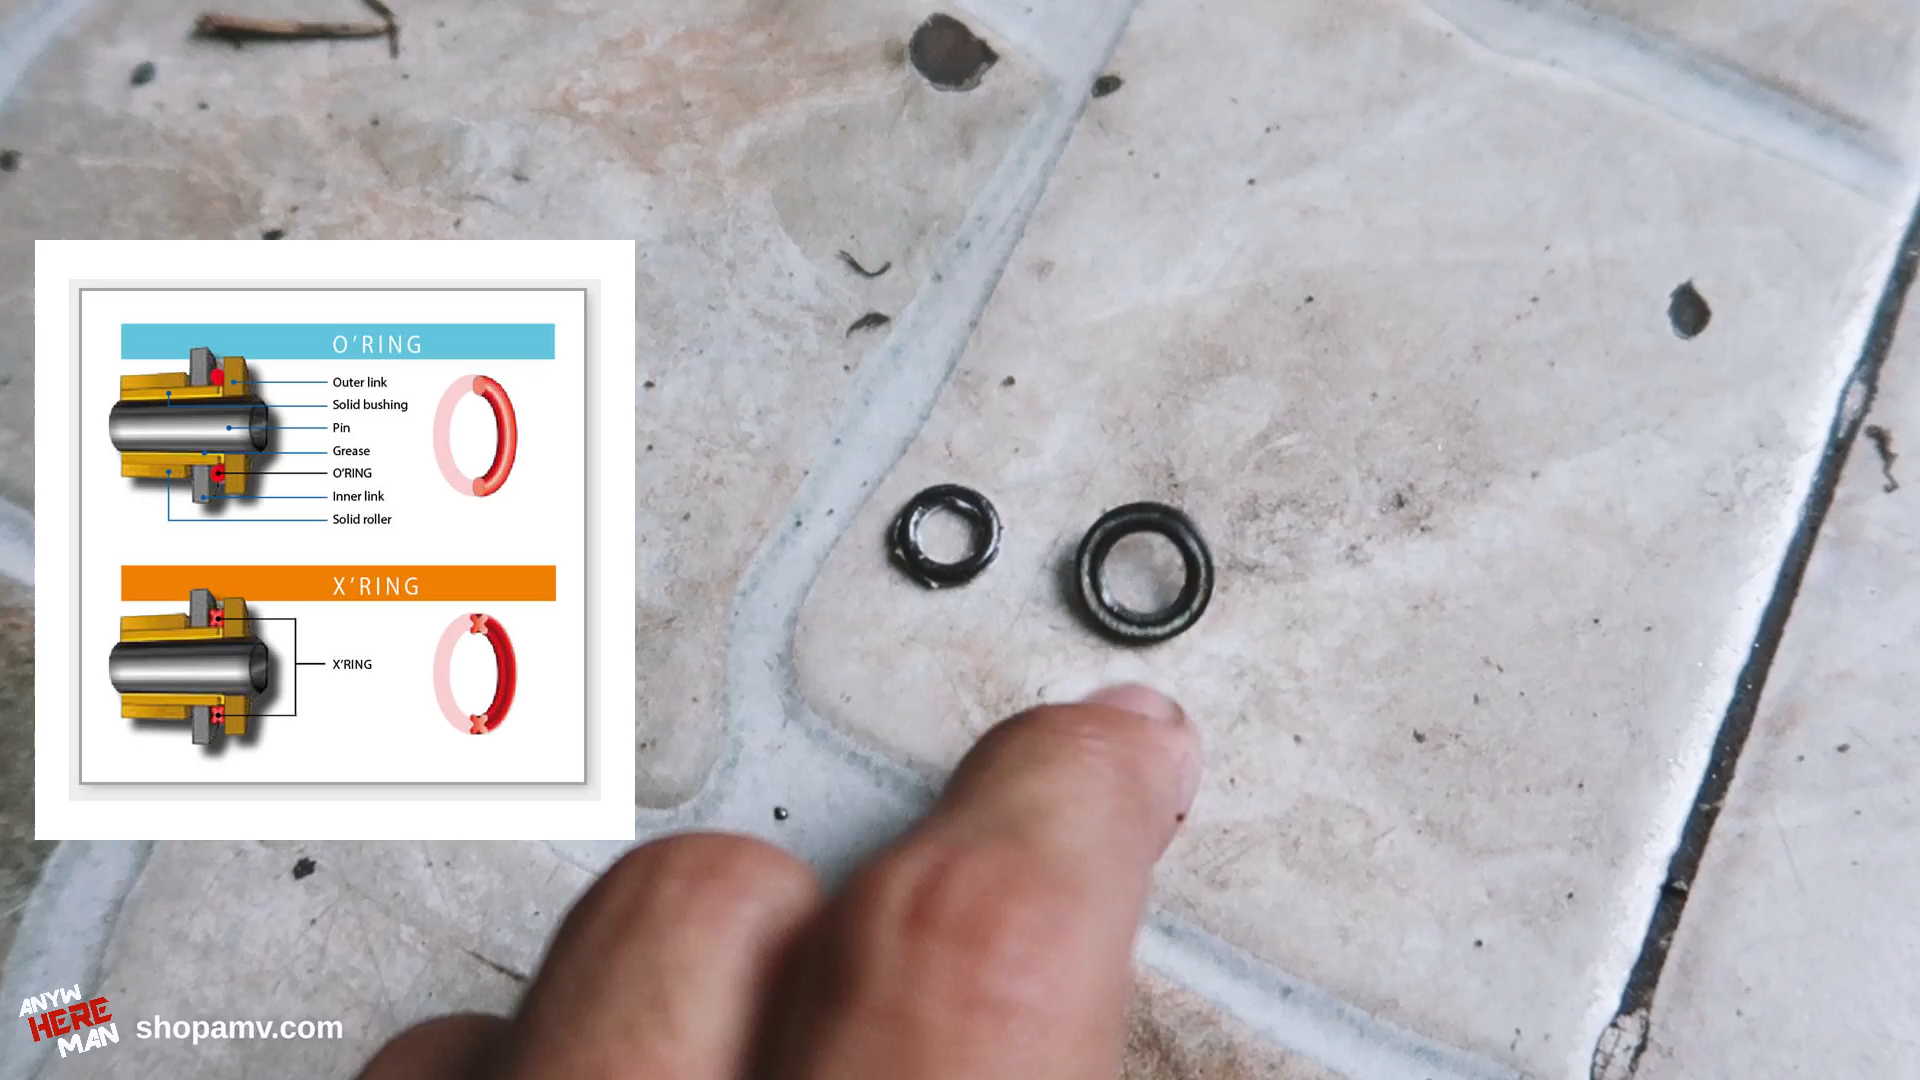 O'RING
Outer link
Solid bushing
Pin
Grease
O'RING
Inner link
Solid roller
X'RING
X'RING
ANYW
HERE
MAN
shopamv.com